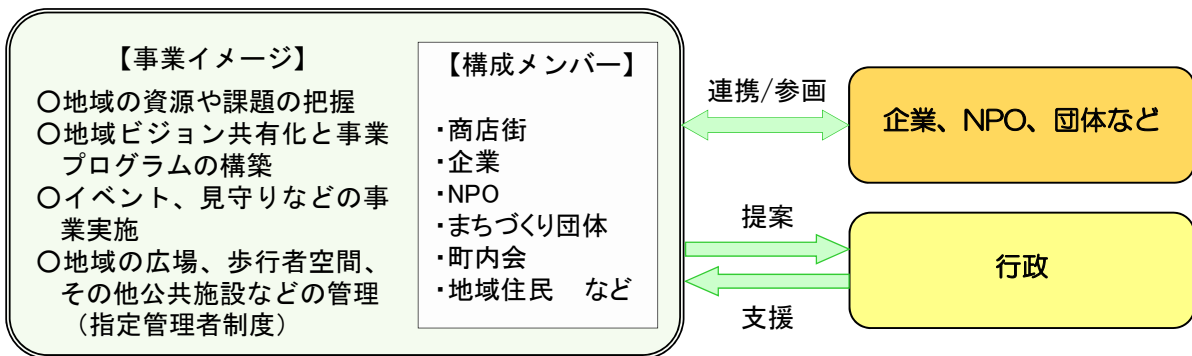 【事業イメージ】
〇地域の資源や課題の把握
〇地域ビジョン共有化と事業
プログラムの構築
〇イベント、見守りなどの事
業実施
〇地域の広場、歩行者空間、
その他公共施設などの管理
（指定管理者制度）
【構成メンバー】
・商店街
・企業
・NPO
・まちづくり団体
・町内会
・地域住民　など
連携/参画
企業、NPO、団体など
提案
行政
支援